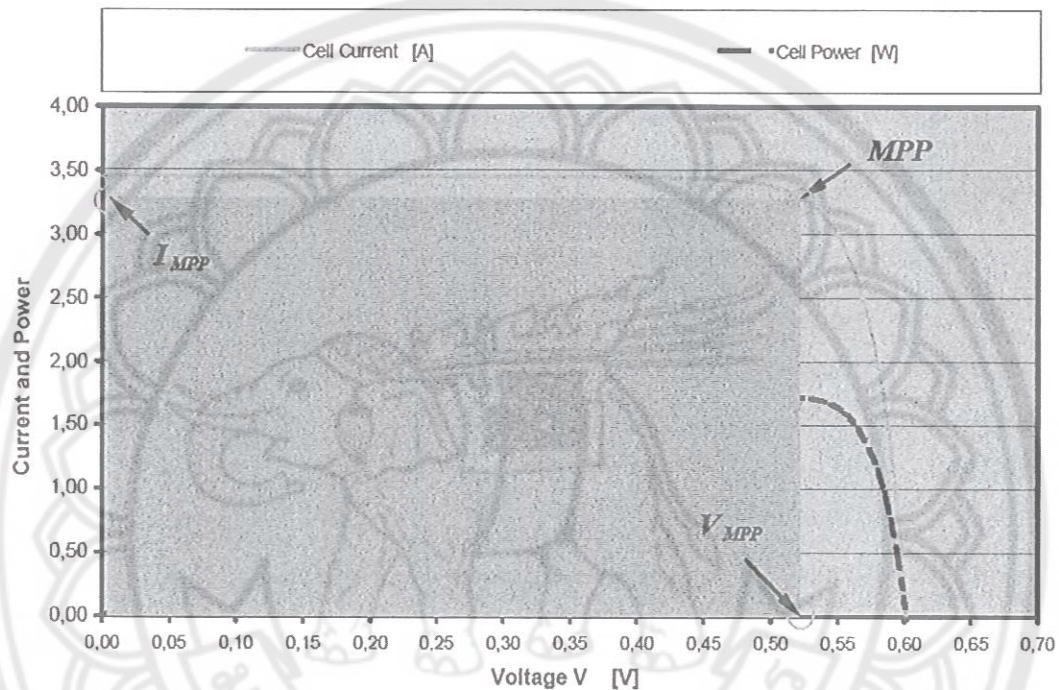 Cell Current [A] Cell Power [W]
4,00
3,50
3,00
2,50
2,00
1,50
1,00
0,50
0,00
Current and Power
MPP
I MPP
V MPP
0,00 0,05 0,10 0,15 0,20 0,25 0,30 0,35 0,40 0,45 0,50 0,55 0,60 0,65 0,70
Voltage V [V]